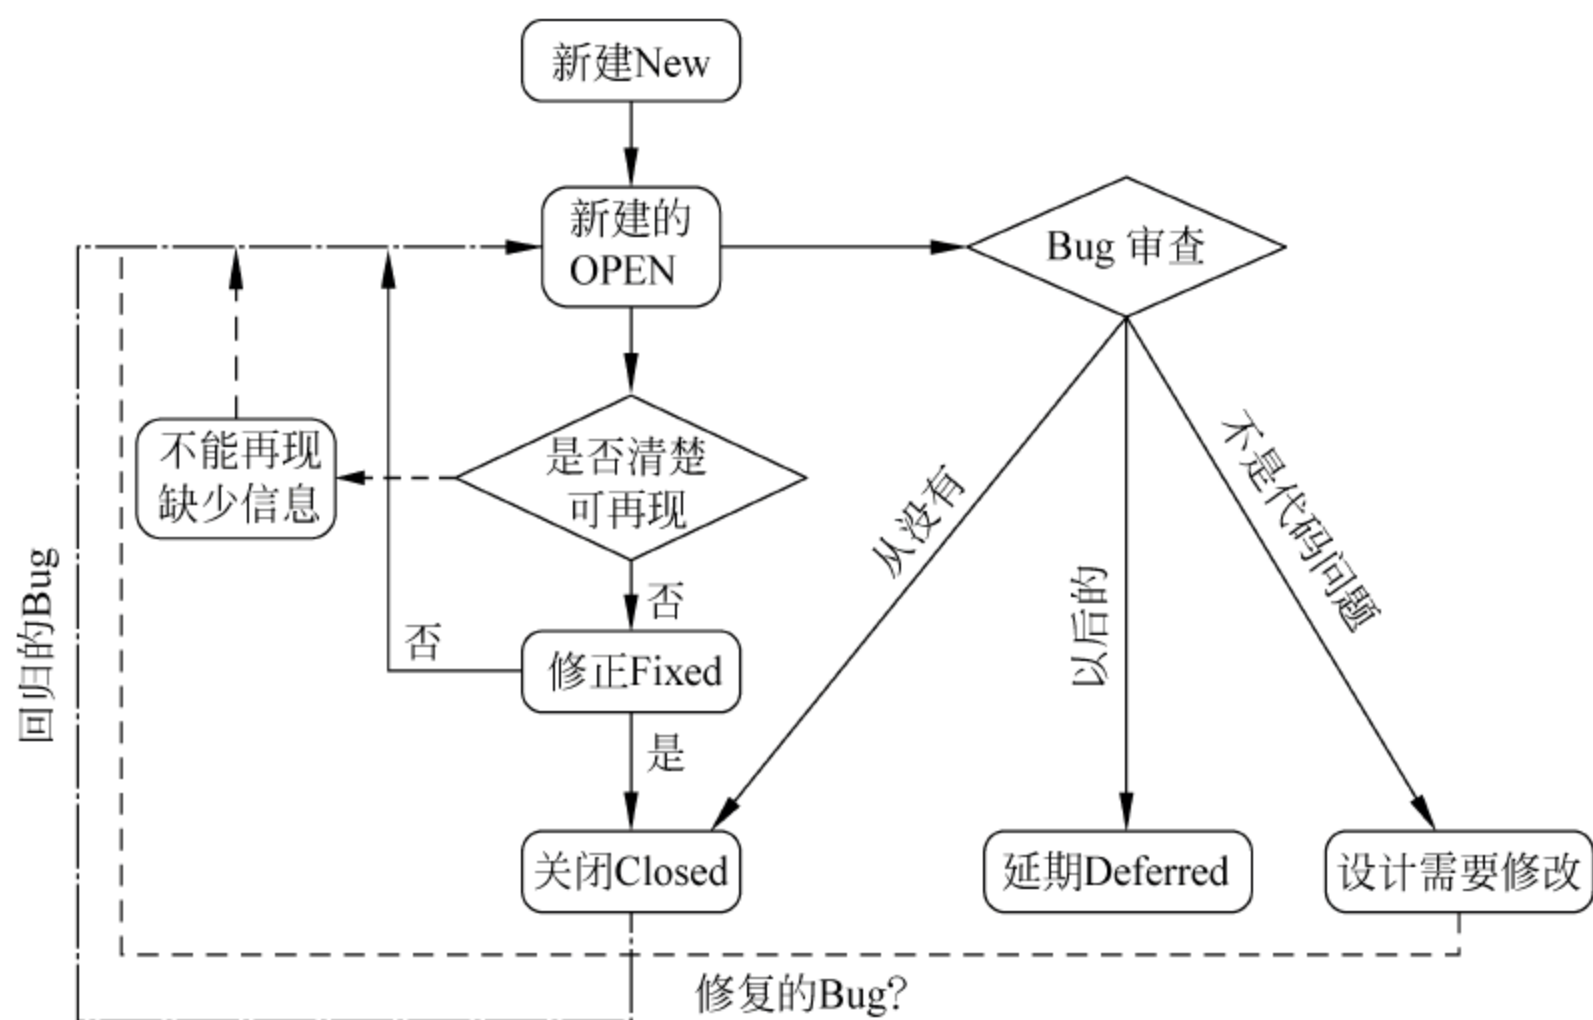 新建New
新建的
OPEN
Bug 审查
不能再现
缺少信息
是否清楚
可再现
从没有
以后的
不是代码问题
否
否
修正Fixed
是
回归的Bug
关闭Closed
延期Deferred
设计需要修改
修复的Bug?